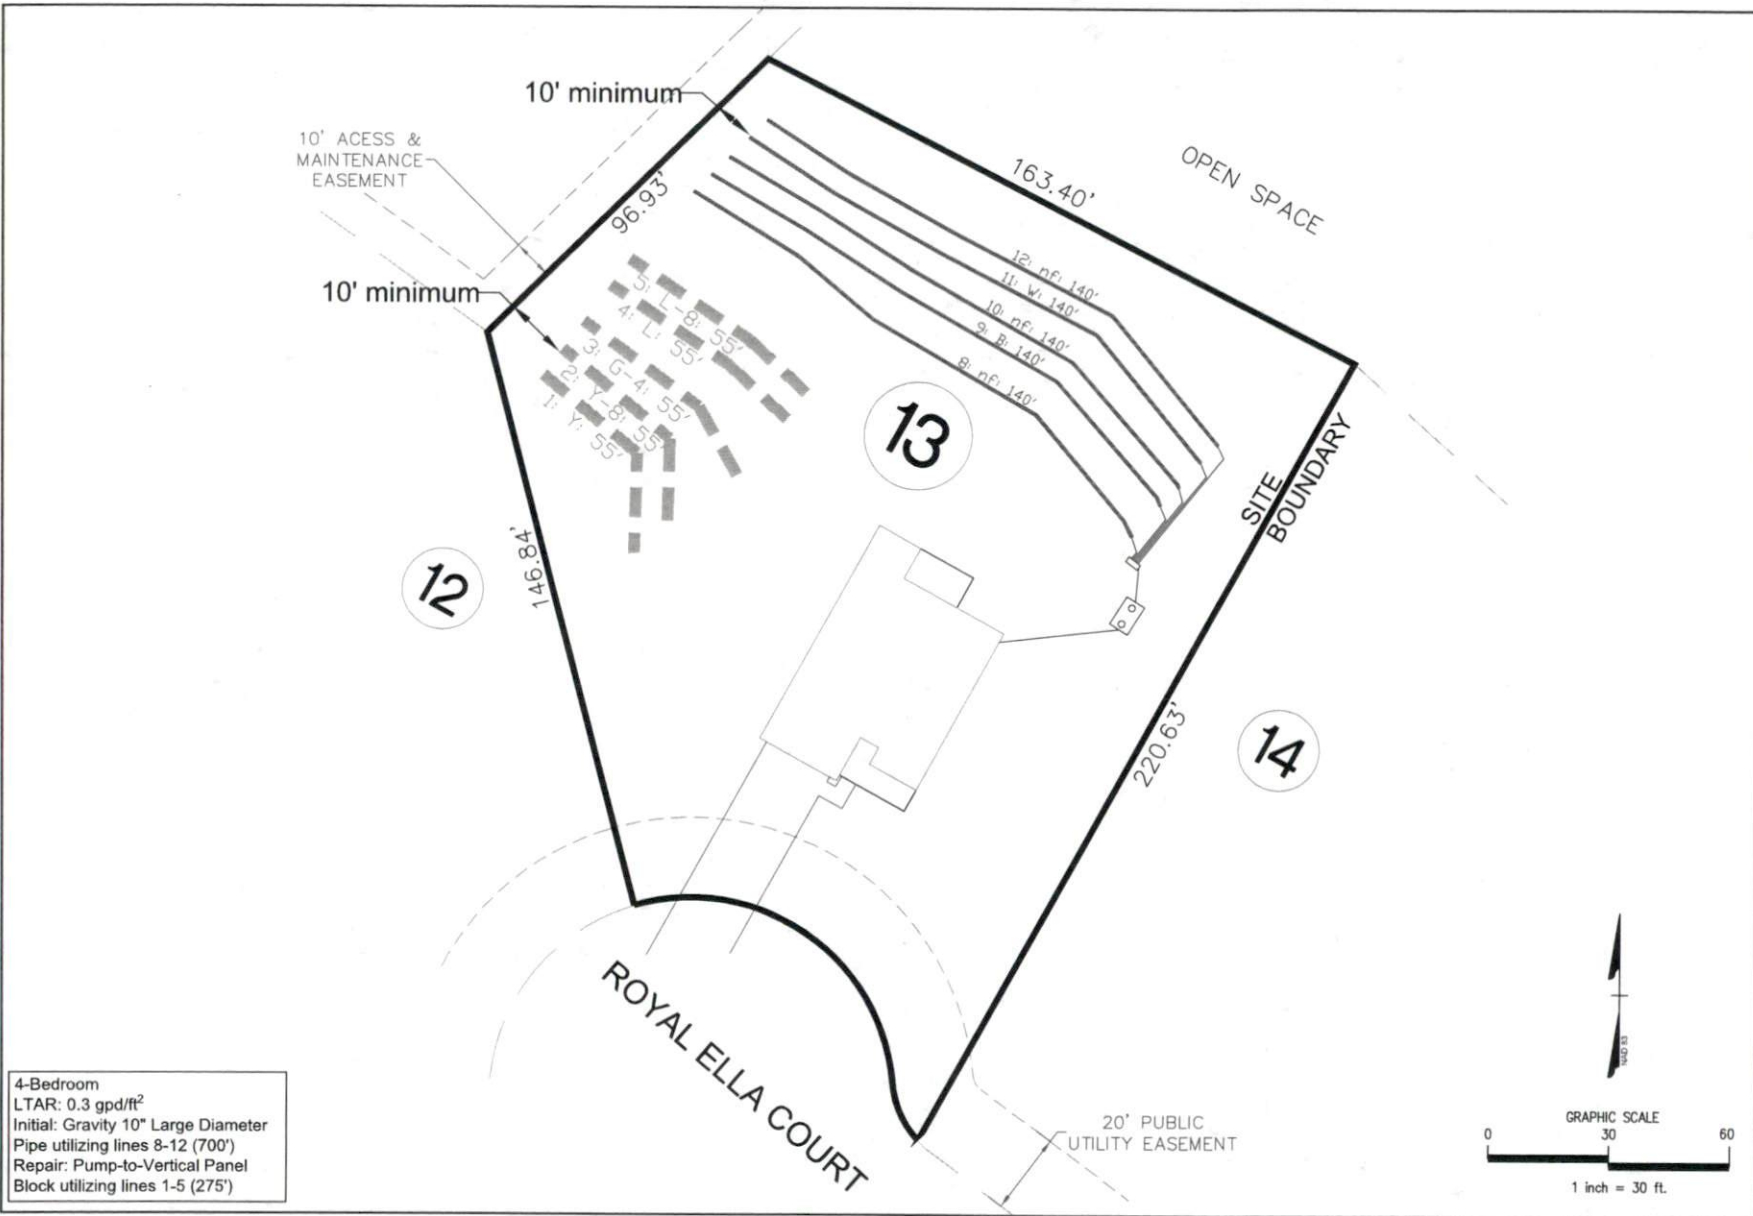 10' minimum
10' ACESS &
MAINTENANCE
EASEMENT
96.93'
163.40'
OPEN SPACE
10' minimum
12: nf: 140'
11: W: 140'
10: nf: 140'
9: B: 140'
8: nf: 140'
5: L-8: 55'
4: L: 55'
3: G-4: 55'
2: Y-8: 55'
1: Y: 55'
13
SITE
BOUNDARY
12
146.84'
14
220.63'
ROYAL ELLA COURT
20' PUBLIC
UTILITY EASEMENT
4-Bedroom
LTAR: 0.3 gpd/ft²
Initial: Gravity 10" Large Diameter
Pipe utilizing lines 8-12 (700')
Repair: Pump-to-Vertical Panel
Block utilizing lines 1-5 (275')
NAD 83
GRAPHIC SCALE
0 30 60
1 inch = 30 ft.